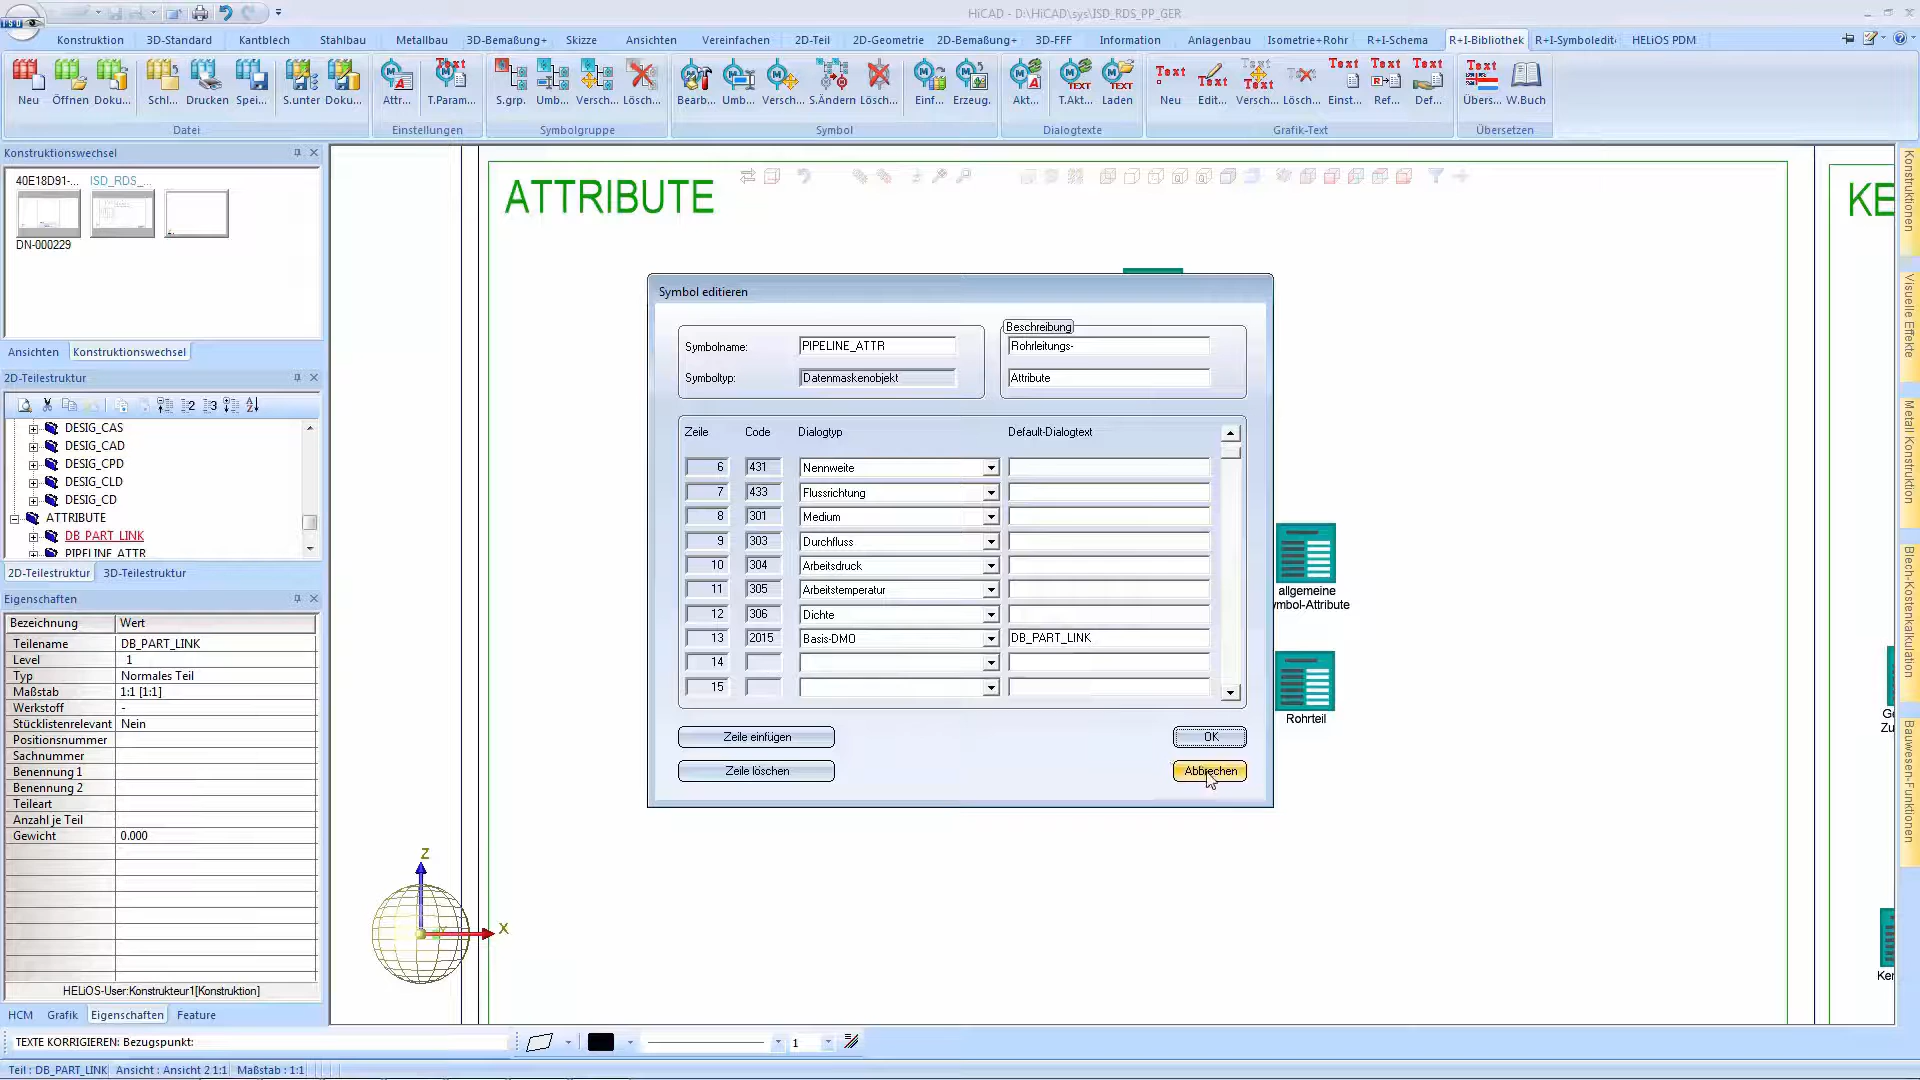 HiCAD - D:\HiCAD\sys\ISD_RDS_PP_GER
Konstruktion 3D-Standard Kantblech Stahlbau Metallbau 3D-Bemaßung+ Skizze Ansichten Vereinfachen 2D-Teil 2D-Geometrie 2D-Bemaßung+ 3D-FFF Information Anlagenbau Isometrie+Rohr R+I-Schema R+I-Bibliothek R+I-Symboledit HELiOS PDM
Neu Öffnen Doku... Schl... Drucken Spei... S.unter Doku... Attr... T.Param... S.grp. Umb... Versch... Lösch... Bearb... Umb... Versch... S.Ändern Lösch... Einf... Erzeug. Akt... T.Akt... Laden Neu Edit... Versch... Lösch... Einst... Ref... Def... Übers... W.Buch
Datei Einstellungen Symbolgruppe Symbol Dialogtexte Grafik-Text Übersetzen
Konstruktionswechsel
40E18D91-... ISD_RDS_...
DN-000229
Ansichten Konstruktionswechsel
2D-Teilestruktur
DESIG_CAS
DESIG_CAD
DESIG_CPD
DESIG_CLD
DESIG_CD
ATTRIBUTE
DB_PART_LINK
PIPELINE_ATTR
2D-Teilestruktur 3D-Teilestruktur
Eigenschaften
Bezeichnung Wert
Teilename DB_PART_LINK
Level 1
Typ Normales Teil
Maßstab 1:1 [1:1]
Werkstoff -
Stücklistenrelevant Nein
Positionsnummer
Sachnummer
Benennung 1
Benennung 2
Teileart
Anzahl je Teil
Gewicht 0.000
HELiOS-User:Konstrukteur1[Konstruktion]
HCM Grafik Eigenschaften Feature
TEXTE KORRIGIEREN: Bezugspunkt:
1
Teil : DB_PART_LINK Ansicht : Ansicht 2 1:1 Maßstab : 1:1
ATTRIBUTE
KE
Symbol editieren
Symbolname: PIPELINE_ATTR
Symboltyp: Datenmaskenobjekt
Beschreibung
Rohrleitungs-
Attribute
Zeile Code Dialogtyp Default-Dialogtext
6 431 Nennweite
7 433 Flussrichtung
8 301 Medium
9 303 Durchfluss
10 304 Arbeitsdruck
11 305 Arbeitstemperatur
12 306 Dichte
13 2015 Basis-DMO DB_PART_LINK
14
15
Zeile einfügen OK
Zeile löschen Abbrechen
allgemeine
ymbol-Attribute
Rohrteil
Z
X
Ge
Zu
Ker
Konstruktionen
Visuelle Effekte
Metall Konstruktion
Blech-Kostenkalkulation
Bauwesen-Funktionen